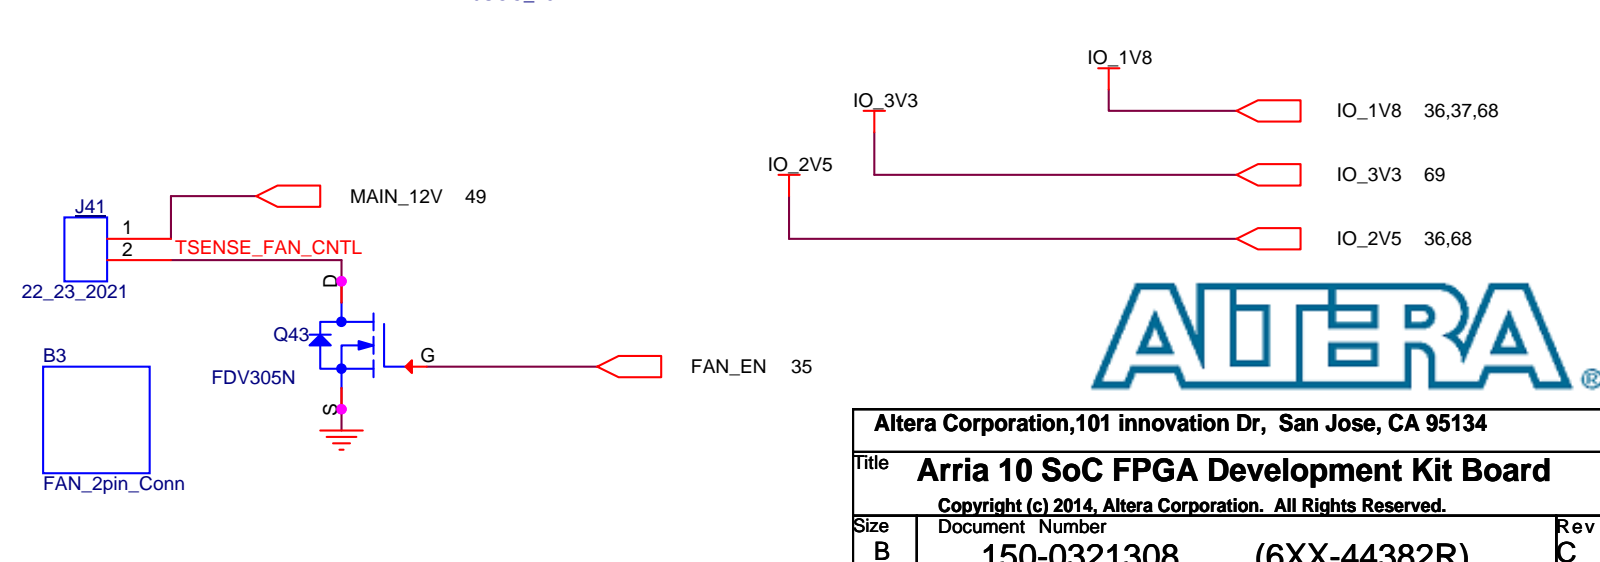 IO_1V8
IO_3V3
IO_1V8 36,37,68
IO_2V5
IO_3V3 69
MAIN_12V 49
J41
1
2
TSENSE_FAN_CNTL
IO_2V5 36,68
22_23_2021
D
Q43
G
B3
FDV305N
FAN_EN 35
S
FAN_2pin_Conn
ALTERA
®
Altera Corporation,101 innovation Dr, San Jose, CA 95134
Title Arria 10 SoC FPGA Development Kit Board
Copyright (c) 2014, Altera Corporation. All Rights Reserved.
Size Document Number Rev
B 150-0321308 (6XX-44382R) C